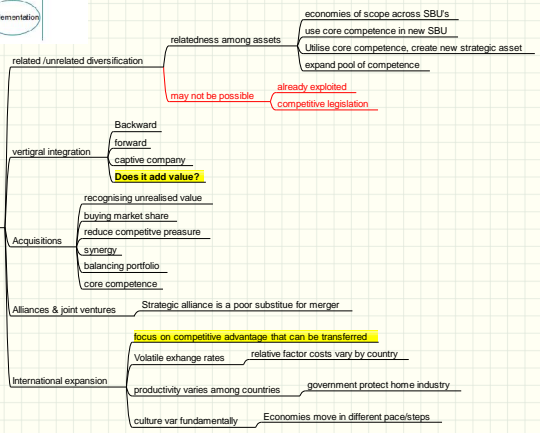 ementation
related /unrelated diversification
relatedness among assets
economies of scope across SBU's
use core competence in new SBU
Utilise core competence, create new strategic asset
expand pool of competence
may not be possible
already exploited
competitive legislation
vertigral integration
Backward
forward
captive company
Does it add value?
Acquisitions
recognising unrealised value
buying market share
reduce competitive preasure
synergy
balancing portfolio
core competence
Alliances & joint ventures
Strategic alliance is a poor substitue for merger
International expansion
focus on competitive advantage that can be transferred
Volatile exhange rates
relative factor costs vary by country
productivity varies among countries
government protect home industry
culture var fundamentally
Economies move in different pace/steps